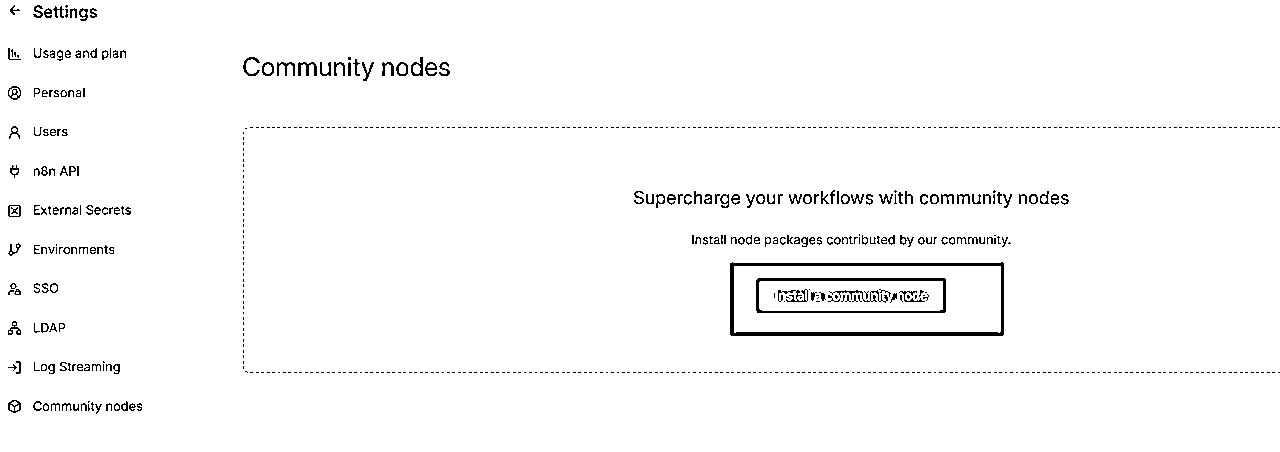 Settings
Usage and plan
Personal
Users
n8n API
External Secrets
Environments
SSO
LDAP
Log Streaming
Community nodes
Community nodes
Supercharge your workflows with community nodes
Install node packages contributed by our community.
Install a community node